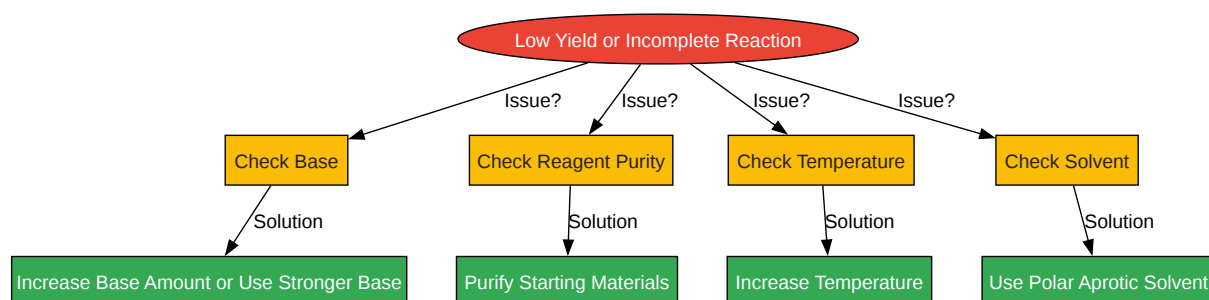 Low Yield or Incomplete Reaction
Issue?
Issue?
Issue?
Issue?
Check Base
Check Reagent Purity
Check Temperature
Check Solvent
Solution
Solution
Solution
Solution
Increase Base Amount or Use Stronger Base
Purify Starting Materials
Increase Temperature
Use Polar Aprotic Solvent